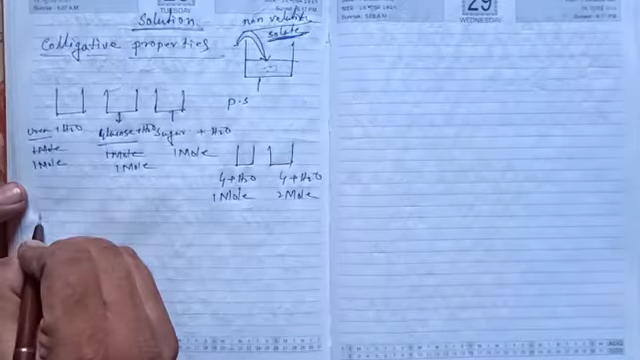 TUESDAY
29
WEDNESDAY
Solution
non volatile
solute
Colligative properties
P.S
Urea + H2O
Glucose + H2O
Sugar + H2O
1 Mole
1 Mole
1 Mole
1 Mole
1 Mole
4 + H2O
4 + H2O
1 Mole
2 Mole